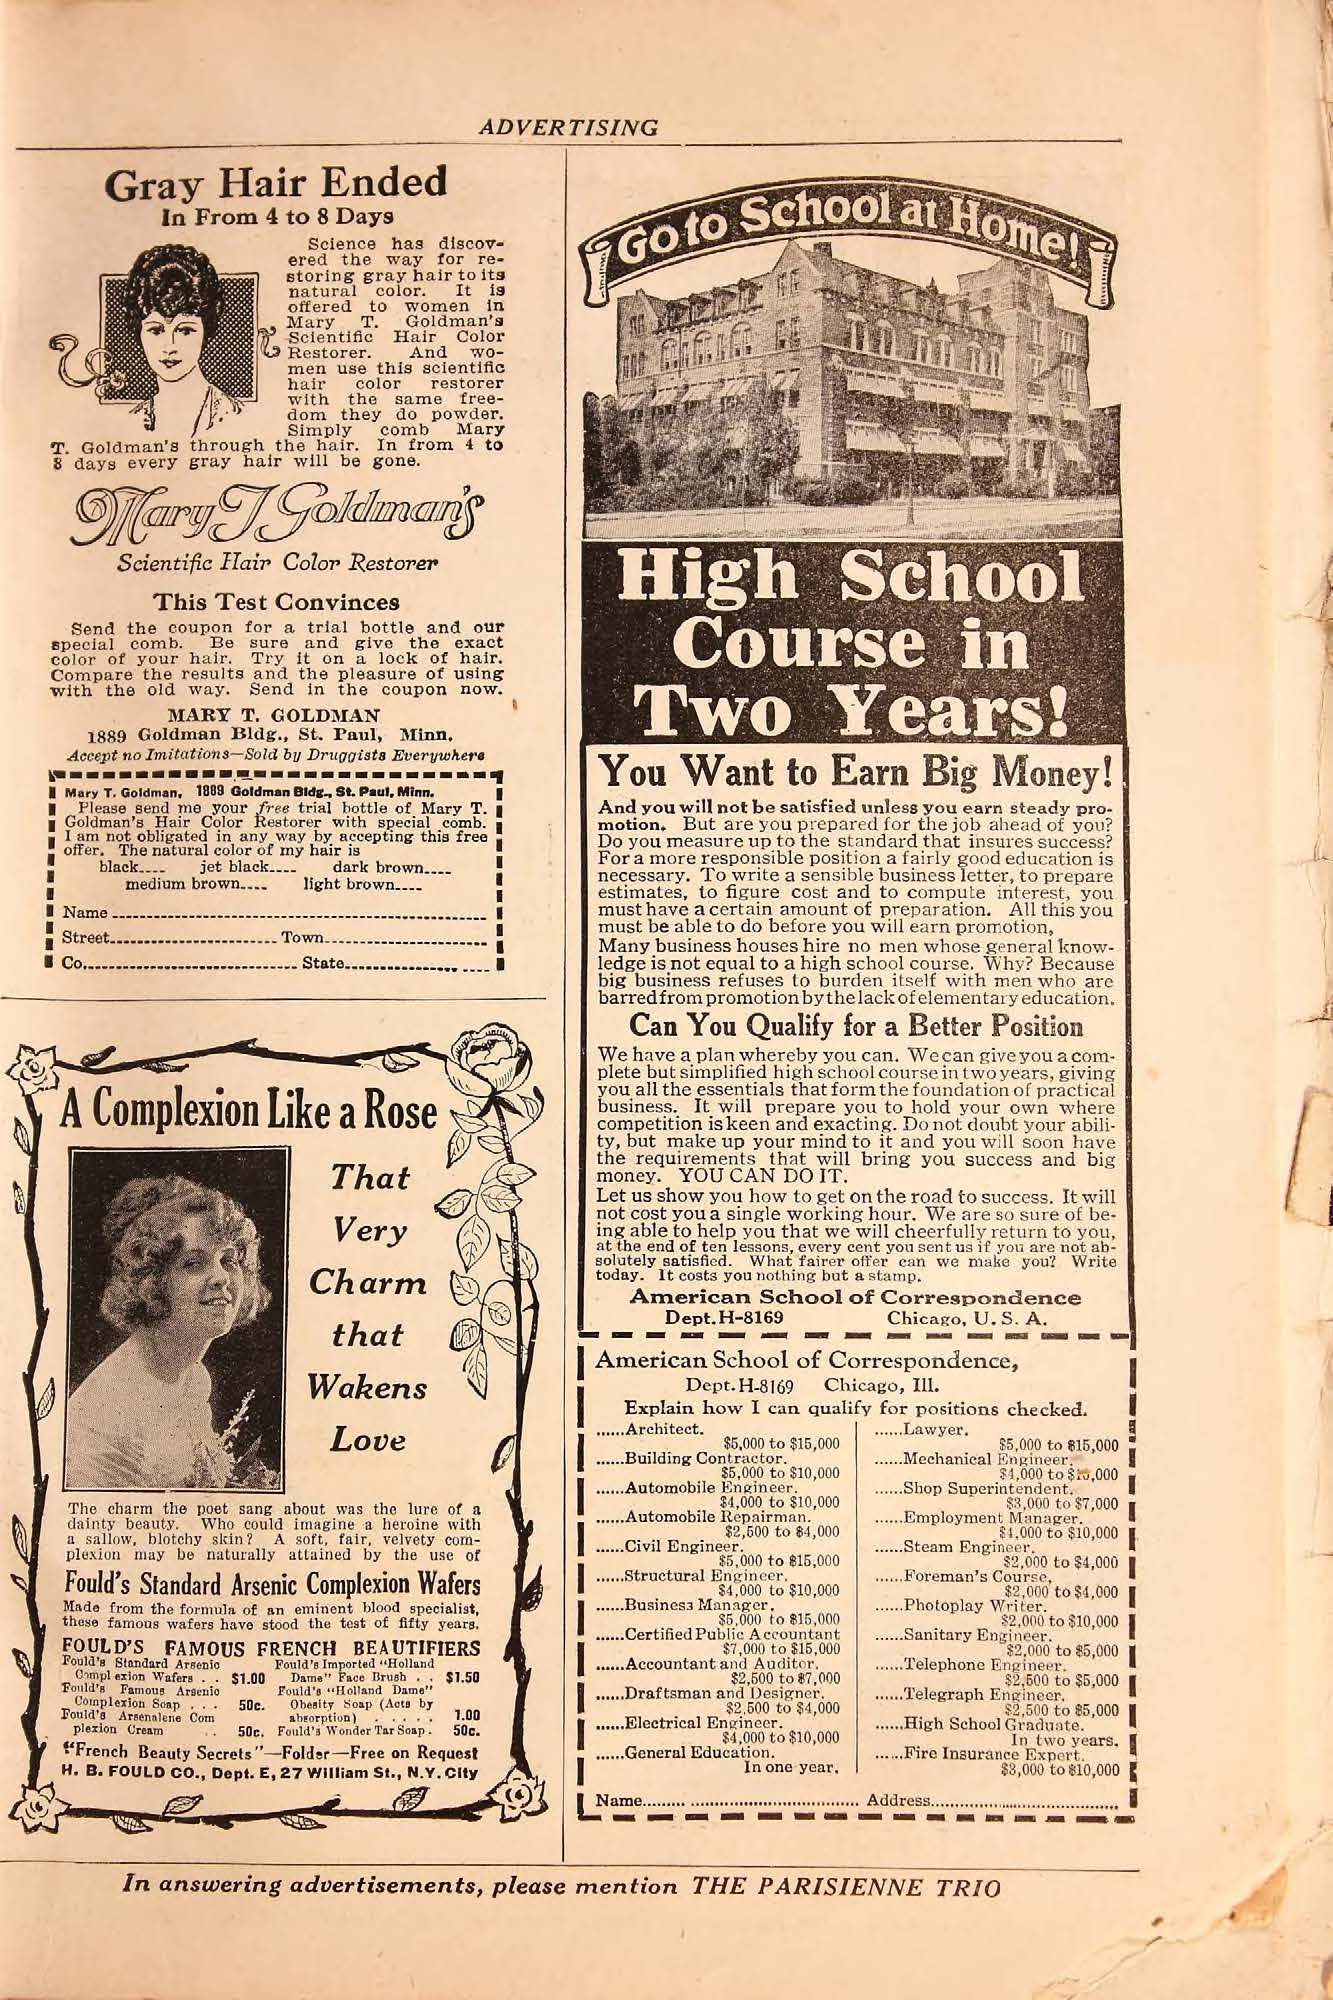 ADVERTISING
Gray Hair Ended
In From 4 to 8 Days
Science has discov-
ered the way for re-
storing gray hair to its
natural color. It is
offered to women in
Mary T. Goldman's
Scientific Hair Color
Restorer. And wo-
men use this scientific
hair color restorer
with the same free-
dom they do powder.
Simply comb Mary
T. Goldman's through the hair. In from 4 to
8 days every gray hair will be gone.
Mary T Goldman's
Scientific Hair Color Restorer
This Test Convinces
Send the coupon for a trial bottle and our
special comb. Be sure and give the exact
color of your hair. Try it on a lock of hair.
Compare the results and the pleasure of using
with the old way. Send in the coupon now.
MARY T. GOLDMAN
1889 Goldman Bldg., St. Paul, Minn.
Accept no Imitations—Sold by Druggists Everywhere
Mary T. Goldman, 1889 Goldman Bldg., St. Paul, Minn.
Please send me your free trial bottle of Mary T.
Goldman's Hair Color Restorer with special comb.
I am not obligated in any way by accepting this free
offer. The natural color of my hair is
black.... jet black.... dark brown....
medium brown.... light brown....
Name
Street Town
Co. State
A Complexion Like a Rose
That
Very
Charm
that
Wakens
Love
The charm the poet sang about was the lure of a
dainty beauty. Who could imagine a heroine with
a sallow, blotchy skin? A soft, fair, velvety com-
plexion may be naturally attained by the use of
Fould's Standard Arsenic Complexion Wafers
Made from the formula of an eminent blood specialist,
these famous wafers have stood the test of fifty years.
FOULD'S FAMOUS FRENCH BEAUTIFIERS
Fould's Standard Arsenic
Complexion Wafers . . $1.00
Fould's Famous Arsenic
Complexion Soap . . . 50c.
Fould's Arsenalene Com
plexion Cream . . 50c.
Fould's Imported "Holland
Dame" Face Brush . . $1.50
Fould's "Holland Dame"
Obesity Soap (Acts by
absorption) . . . . . 1.00
Fould's Wonder Tar Soap . 50c.
"French Beauty Secrets"—Folder—Free on Request
H. B. FOULD CO., Dept. E, 27 William St., N.Y. City
Go to School at Home!
High School
Course in
Two Years!
You Want to Earn Big Money!
And you will not be satisfied unless you earn steady pro-
motion. But are you prepared for the job ahead of you?
Do you measure up to the standard that insures success?
For a more responsible position a fairly good education is
necessary. To write a sensible business letter, to prepare
estimates, to figure cost and to compute interest, you
must have a certain amount of preparation. All this you
must be able to do before you will earn promotion,
Many business houses hire no men whose general know-
ledge is not equal to a high school course. Why? Because
big business refuses to burden itself with men who are
barred from promotion by the lack of elementary education.
Can You Qualify for a Better Position
We have a plan whereby you can. We can give you a com-
plete but simplified high school course in two years, giving
you all the essentials that form the foundation of practical
business. It will prepare you to hold your own where
competition is keen and exacting. Do not doubt your abili-
ty, but make up your mind to it and you will soon have
the requirements that will bring you success and big
money. YOU CAN DO IT.
Let us show you how to get on the road to success. It will
not cost you a single working hour. We are so sure of be-
ing able to help you that we will cheerfully return to you,
at the end of ten lessons, every cent you sent us if you are not ab-
solutely satisfied. What fairer offer can we make you? Write
today. It costs you nothing but a stamp.
American School of Correspondence
Dept. H-8169 Chicago, U. S. A.
American School of Correspondence,
Dept. H-8169 Chicago, Ill.
Explain how I can qualify for positions checked.
......Architect.
$5,000 to $15,000
......Building Contractor.
$5,000 to $10,000
......Automobile Engineer.
$4,000 to $10,000
......Automobile Repairman.
$2,500 to $4,000
......Civil Engineer.
$5,000 to $15,000
......Structural Engineer.
$4,000 to $10,000
......Business Manager.
$5,000 to $15,000
......Certified Public Accountant
$7,000 to $15,000
......Accountant and Auditor.
$2,500 to $7,000
......Draftsman and Designer.
$2,500 to $4,000
......Electrical Engineer.
$4,000 to $10,000
......General Education.
In one year.
......Lawyer.
$5,000 to $15,000
......Mechanical Engineer.
$4,000 to $10,000
......Shop Superintendent.
$3,000 to $7,000
......Employment Manager.
$4,000 to $10,000
......Steam Engineer.
$2,000 to $4,000
......Foreman's Course.
$2,000 to $4,000
......Photoplay Writer.
$2,000 to $10,000
......Sanitary Engineer.
$2,000 to $5,000
......Telephone Engineer.
$2,500 to $5,000
......Telegraph Engineer.
$2,500 to $5,000
......High School Graduate.
In two years.
......Fire Insurance Expert.
$3,000 to $10,000
Name........ Address........
In answering advertisements, please mention THE PARISIENNE TRIO